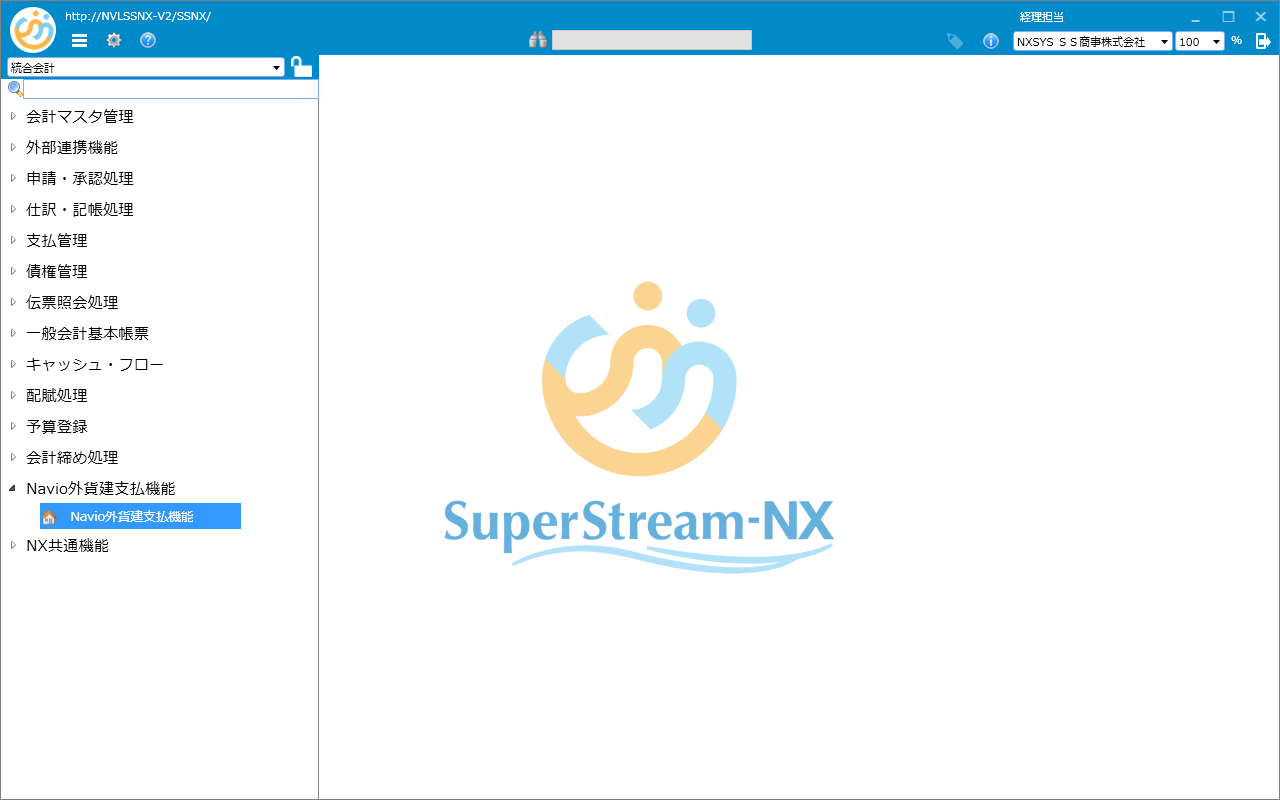 http://NVLSSNX-V2/SSNX/
経理担当
NXSYS ＳＳ商事株式会社
100
%
統合会計
会計マスタ管理
外部連携機能
申請・承認処理
仕訳・記帳処理
支払管理
債権管理
伝票照会処理
一般会計基本帳票
キャッシュ・フロー
配賦処理
予算登録
会計締め処理
Navio外貨建支払機能
Navio外貨建支払機能
NX共通機能
SuperStream-NX